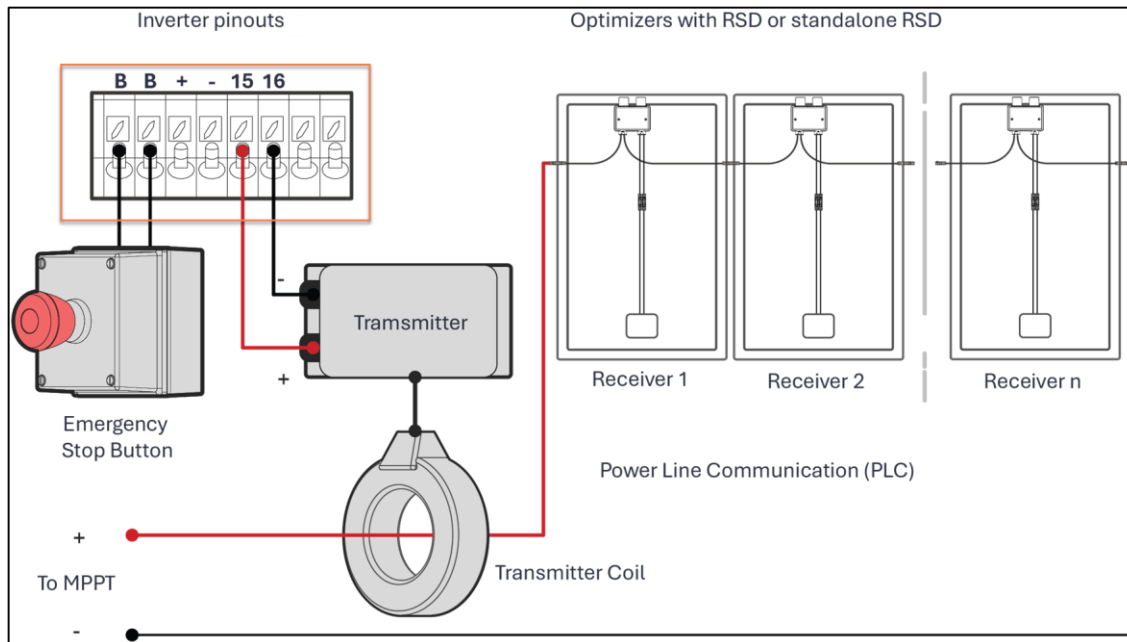 Inverter pinouts
Optimizers with RSD or standalone RSD
B B + - 15 16
-
Tramsmitter
+
Receiver 1
Receiver 2
Receiver n
Emergency
Stop Button
Power Line Communication (PLC)
+
To MPPT
Transmitter Coil
-